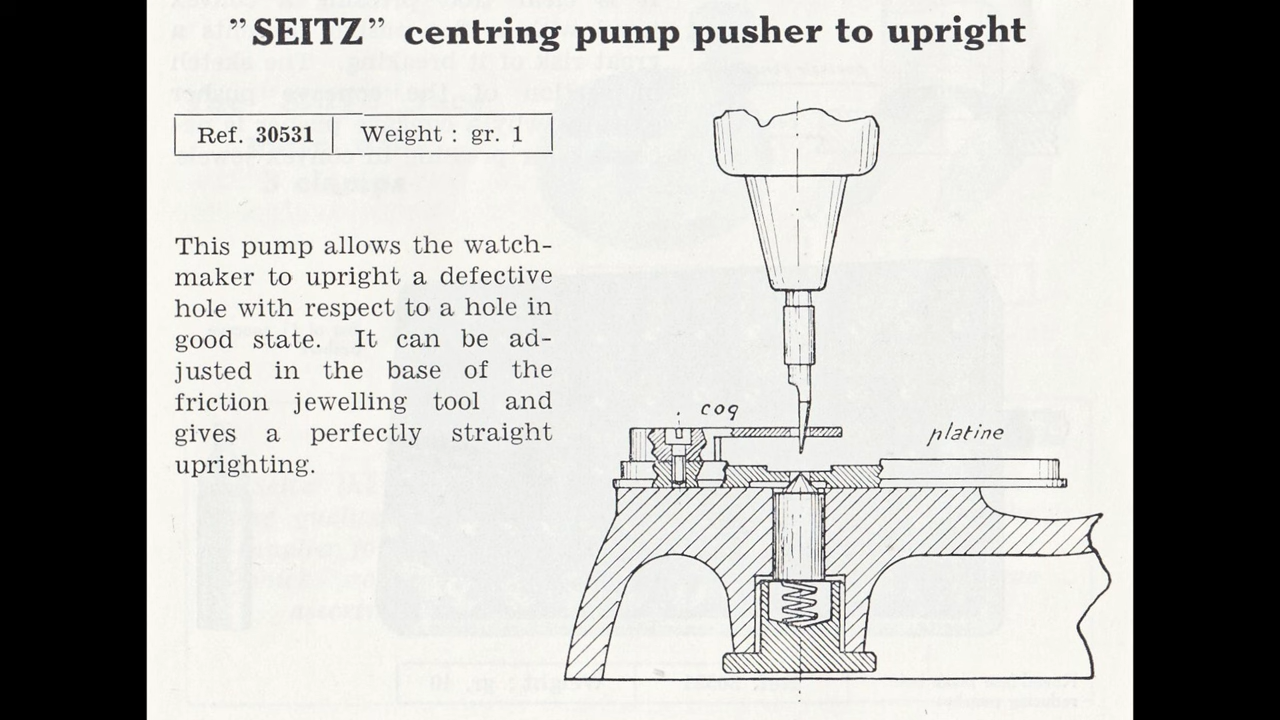 ”SEITZ” centring pump pusher to upright
Ref. 30531 Weight : gr. 1
This pump allows the watch-
maker to upright a defective
hole with respect to a hole in
good state. It can be ad-
justed in the base of the
friction jewelling tool and
gives a perfectly straight
uprighting.
coq
platine